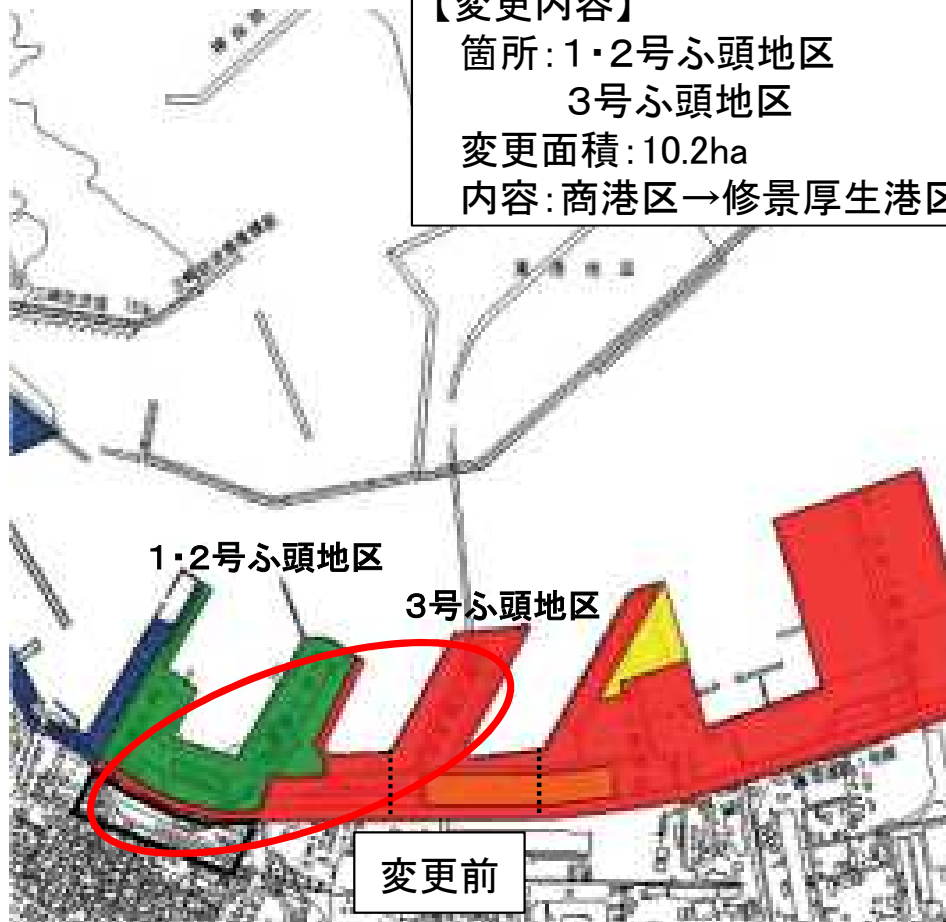 【変更内容】
箇所：1・2号ふ頭地区
3号ふ頭地区
変更面積：10.2ha
内容：商港区→修景厚生港区
1・2号ふ頭地区
3号ふ頭地区
変更前